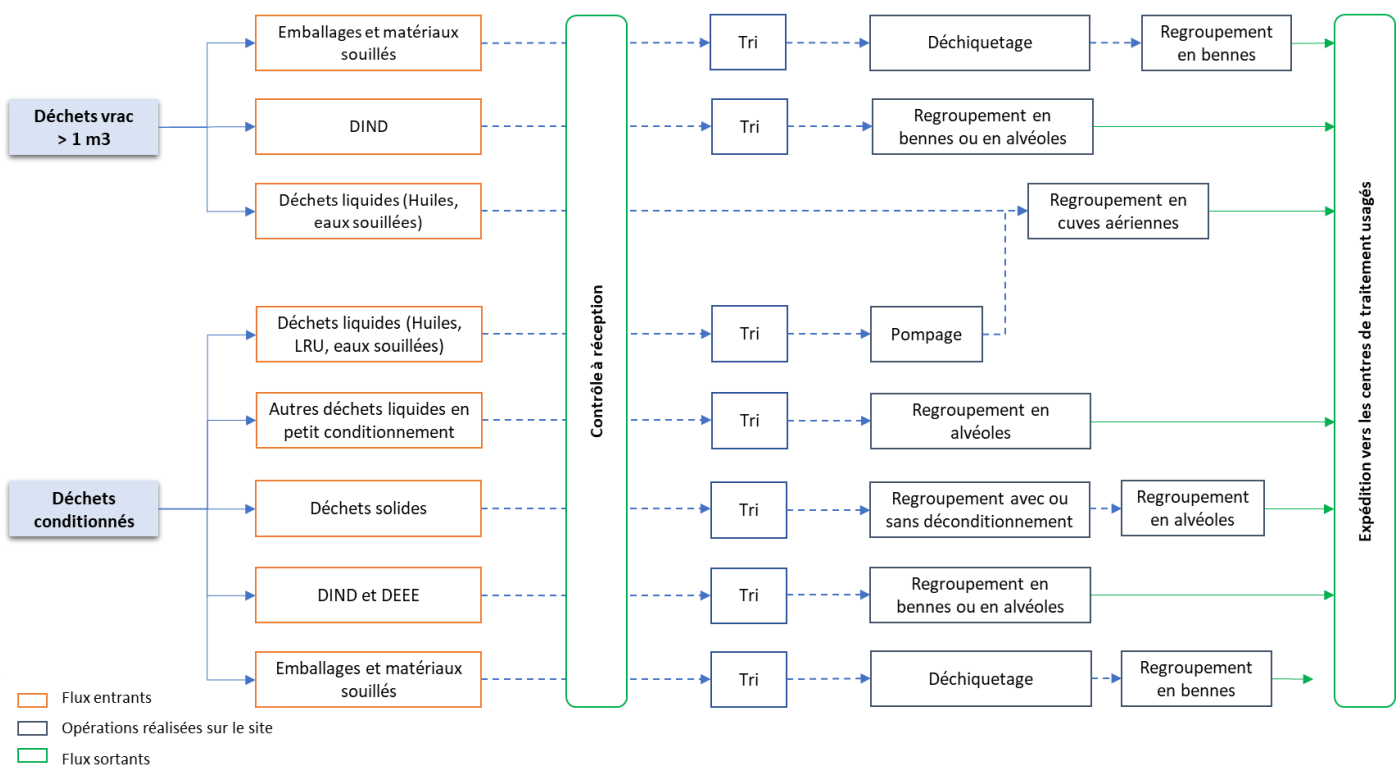 Déchets vrac
> 1 m3
Emballages et matériaux
souillés
Tri
Déchiquetage
Regroupement
en bennes
DIND
Tri
Regroupement en
bennes ou en alvéoles
Déchets liquides (Huiles,
eaux souillées)
Regroupement en
cuves aériennes
Contrôle à réception
Expédition vers les centres de traitement usagés
Déchets
conditionnés
Déchets liquides (Huiles,
LRU, eaux souillées)
Tri
Pompage
Autres déchets liquides en
petit conditionnement
Tri
Regroupement en
alvéoles
Déchets solides
Tri
Regroupement avec ou
sans déconditionnement
Regroupement
en alvéoles
DIND et DEEE
Tri
Regroupement en
bennes ou en alvéoles
Emballages et matériaux
souillés
Tri
Déchiquetage
Regroupement
en bennes
Flux entrants
Opérations réalisées sur le site
Flux sortants